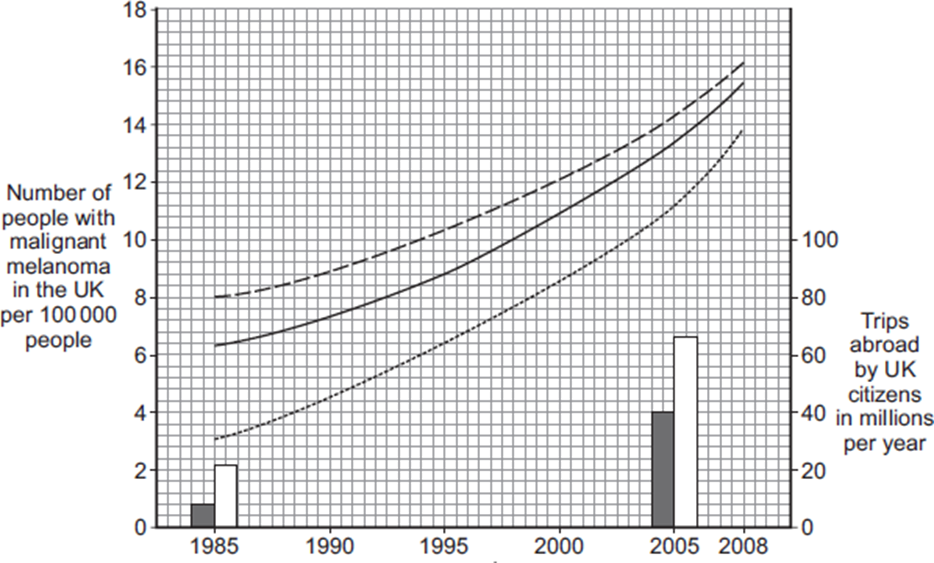 18
16
14
12
10
8
6
4
2
0
Number of
people with
malignant
melanoma
in the UK
per 100 000
people
100
80
60
40
20
0
Trips
abroad
by UK
citizens
in millions
per year
1985 1990 1995 2000 2005 2008